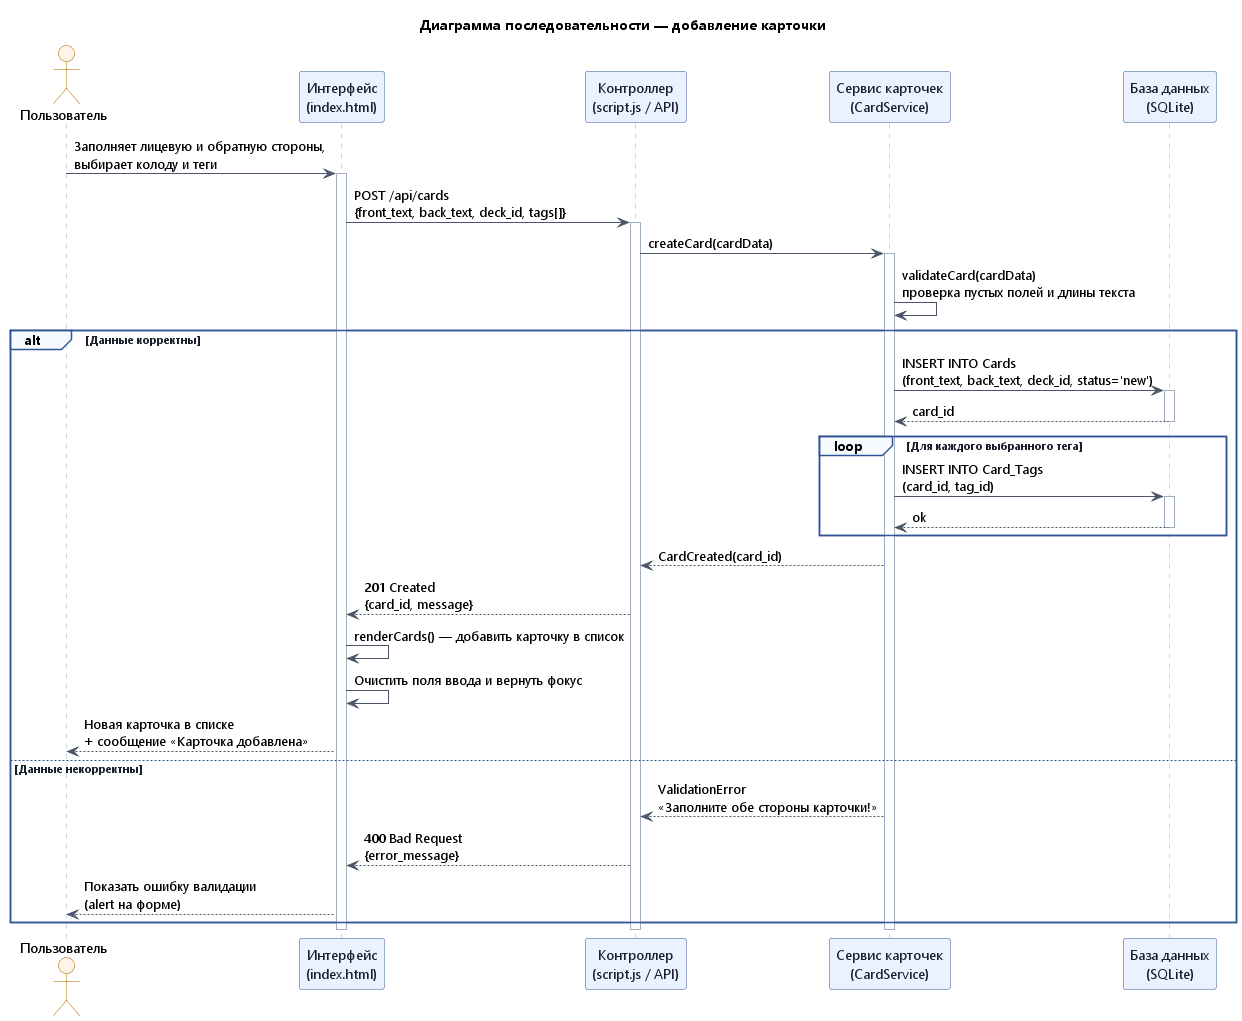 Диаграмма последовательности — добавление карточки
Пользователь
Интерфейс
(index.html)
Контроллер
(script.js / API)
Сервис карточек
(CardService)
База данных
(SQLite)
Заполняет лицевую и обратную стороны,
выбирает колоду и теги
POST /api/cards
{front_text, back_text, deck_id, tags[]}
createCard(cardData)
validateCard(cardData)
проверка пустых полей и длины текста
alt
[Данные корректны]
INSERT INTO Cards
(front_text, back_text, deck_id, status='new')
card_id
loop
[Для каждого выбранного тега]
INSERT INTO Card_Tags
(card_id, tag_id)
ok
CardCreated(card_id)
201 Created
{card_id, message}
renderCards() — добавить карточку в список
Очистить поля ввода и вернуть фокус
Новая карточка в списке
+ сообщение «Карточка добавлена»
[Данные некорректны]
ValidationError
«Заполните обе стороны карточки!»
400 Bad Request
{error_message}
Показать ошибку валидации
(alert на форме)
Пользователь
Интерфейс
(index.html)
Контроллер
(script.js / API)
Сервис карточек
(CardService)
База данных
(SQLite)